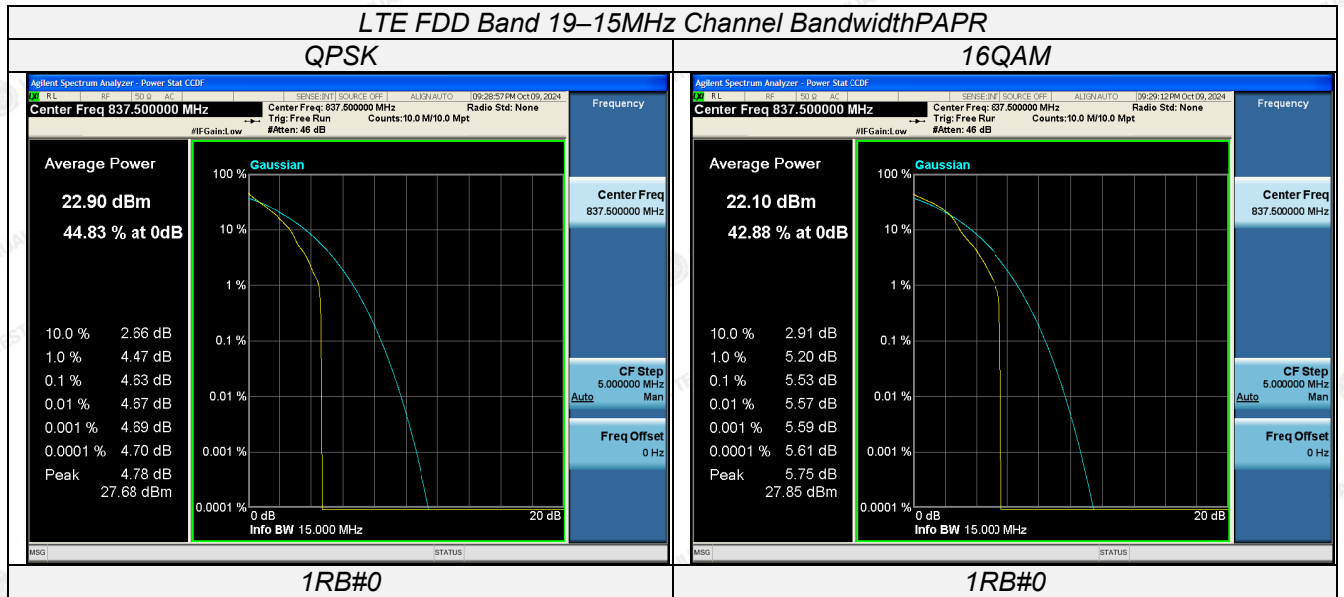 LTE FDD Band 19–15MHz Channel BandwidthPAPR
QPSK
16QAM
Agilent Spectrum Analyzer - Power Stat CCDF
LXI RL RF 50 Ω AC SENSE:INT SOURCE OFF ALIGN AUTO 09:28:57 PM Oct 09, 2024
Center Freq 837.500000 MHz
Center Freq: 837.500000 MHz Radio Std: None
Trig: Free Run Counts:10.0 M/10.0 Mpt
#IFGain:Low #Atten: 46 dB
Frequency
Average Power
22.90 dBm
44.83 % at 0dB
10.0 % 2.66 dB
1.0 % 4.47 dB
0.1 % 4.63 dB
0.01 % 4.67 dB
0.001 % 4.69 dB
0.0001 % 4.70 dB
Peak 4.78 dB
27.68 dBm
Gaussian
100 %
10 %
1 %
0.1 %
0.01 %
0.001 %
0.0001 %
0 dB 20 dB
Info BW 15.000 MHz
Center Freq
837.500000 MHz
CF Step
5.000000 MHz
Auto Man
Freq Offset
0 Hz
MSG STATUS
Agilent Spectrum Analyzer - Power Stat CCDF
LXI RL RF 50 Ω AC SENSE:INT SOURCE OFF ALIGN AUTO 09:29:12 PM Oct 09, 2024
Center Freq 837.500000 MHz
Center Freq: 837.500000 MHz Radio Std: None
Trig: Free Run Counts:10.0 M/10.0 Mpt
#IFGain:Low #Atten: 46 dB
Frequency
Average Power
22.10 dBm
42.88 % at 0dB
10.0 % 2.91 dB
1.0 % 5.20 dB
0.1 % 5.53 dB
0.01 % 5.57 dB
0.001 % 5.59 dB
0.0001 % 5.61 dB
Peak 5.75 dB
27.85 dBm
Gaussian
100 %
10 %
1 %
0.1 %
0.01 %
0.001 %
0.0001 %
0 dB 20 dB
Info BW 15.000 MHz
Center Freq
837.500000 MHz
CF Step
5.000000 MHz
Auto Man
Freq Offset
0 Hz
MSG STATUS
1RB#0
1RB#0